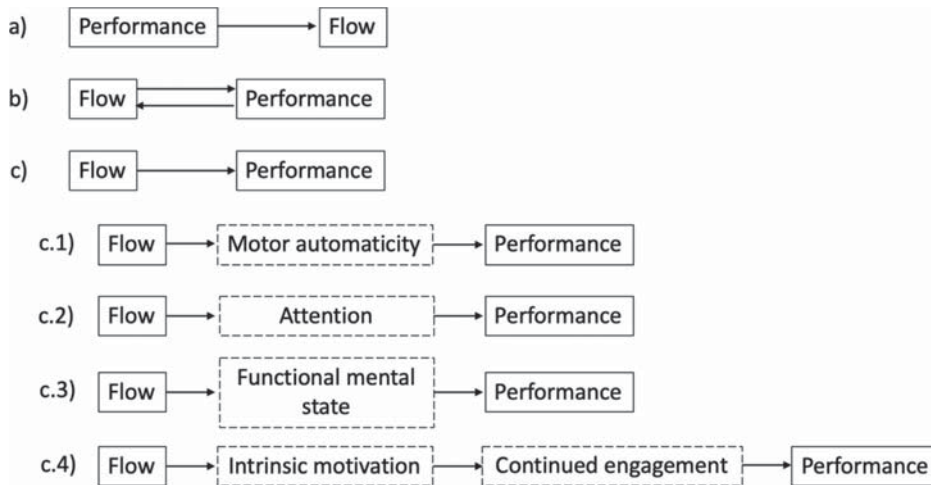 a) Performance Flow
b) Flow Performance
c) Flow Performance
c.1) Flow Motor automaticity Performance
c.2) Flow Attention Performance
c.3) Flow Functional mental state Performance
c.4) Flow Intrinsic motivation Continued engagement Performance